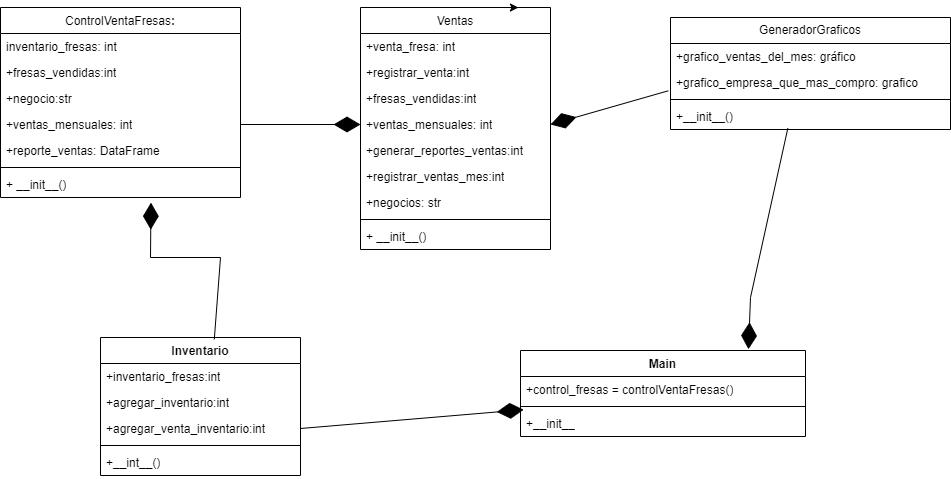 ControlVentaFresas:
inventario_fresas: int
+fresas_vendidas:int
+negocio:str
+ventas_mensuales: int
+reporte_ventas: DataFrame
+ __init__()
Ventas
+venta_fresa: int
+registrar_venta:int
+fresas_vendidas:int
+ventas_mensuales: int
+generar_reportes_ventas:int
+registrar_ventas_mes:int
+negocios: str
+ __init__()
GeneradorGraficos
+grafico_ventas_del_mes: gráfico
+grafico_empresa_que_mas_compro: grafico
+__init__()
Inventario
+inventario_fresas:int
+agregar_inventario:int
+agregar_venta_inventario:int
+__int__()
Main
+control_fresas = controlVentaFresas()
+__init__